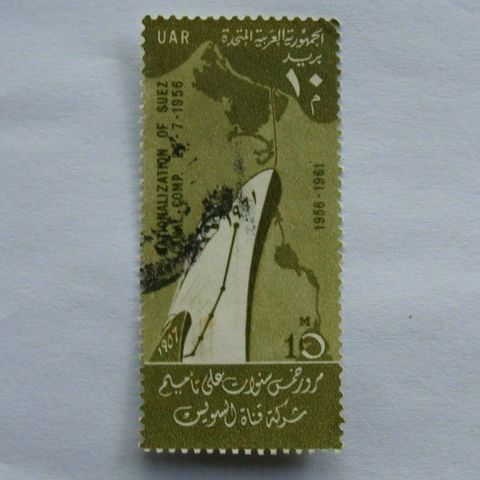 UAR
الجمهورية العربية المتحدة
بريد
١٠
م
NATIONALIZATION OF SUEZ
CANAL COMP. 26-7-1956
1956-1961
١٩٦١
١٩٥٦
M
10
مرور خمس سنوات على تأميم
شركة قناة السويس